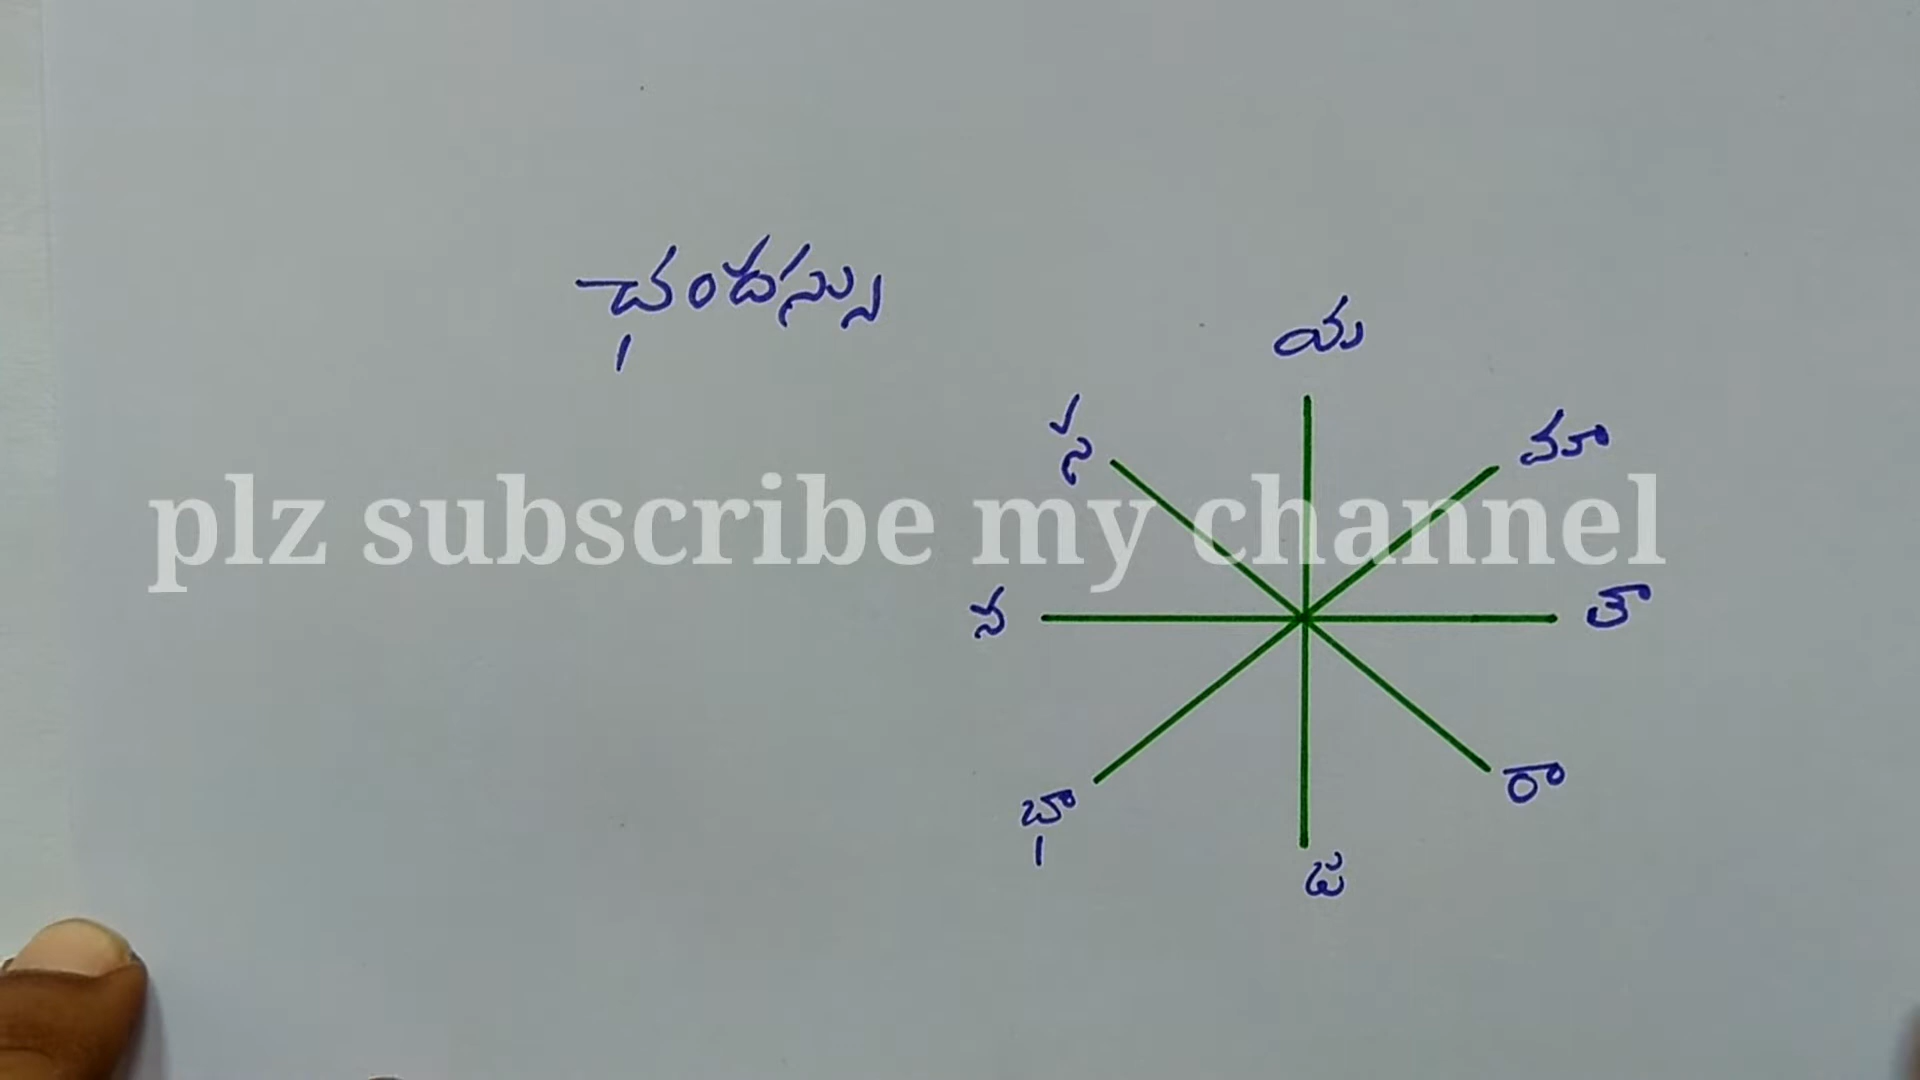 ఛందస్సు
య
స
మా
plz subscribe my channel
న
తా
భా
రా
జ